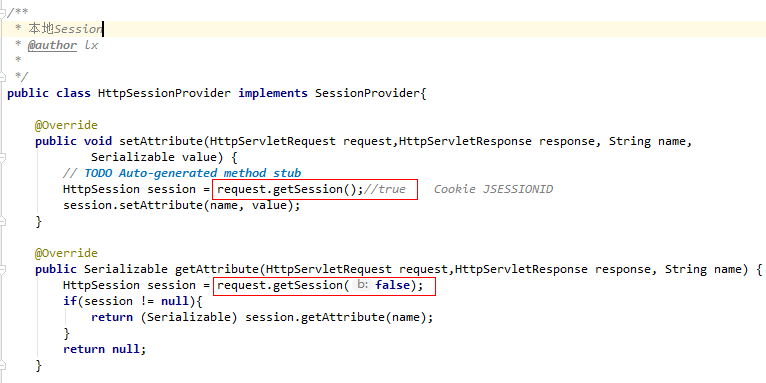 /**
 * 本地Session
 * @author lx
 *
 */
public class HttpSessionProvider implements SessionProvider{
@Override
public void setAttribute(HttpServletRequest request,HttpServletResponse response, String name,
Serializable value) {
// TODO Auto-generated method stub
HttpSession session = request.getSession();//true    Cookie JSESSIONID
session.setAttribute(name, value);
}
@Override
public Serializable getAttribute(HttpServletRequest request,HttpServletResponse response, String name) {
HttpSession session = request.getSession( b: false);
if(session != null){
return (Serializable) session.getAttribute(name);
}
return null;
}